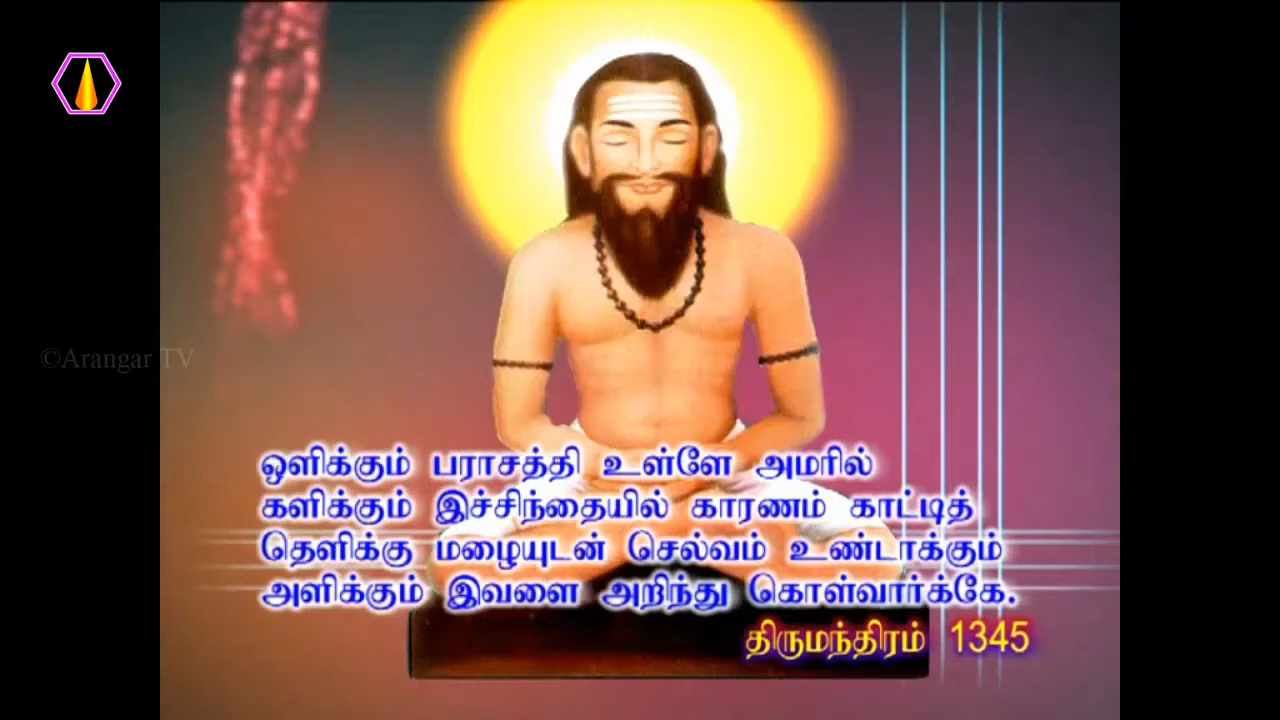 ©Arangar TV
ஒளிக்கும் பராசத்தி உள்ளே அமரில்
களிக்கும் இச்சிந்தையில் காரணம் காட்டித்
தெளிக்கு மழையுடன் செல்வம் உண்டாக்கும்
அளிக்கும் இவளை அறிந்து கொள்வார்க்கே.
திருமந்திரம் 1345